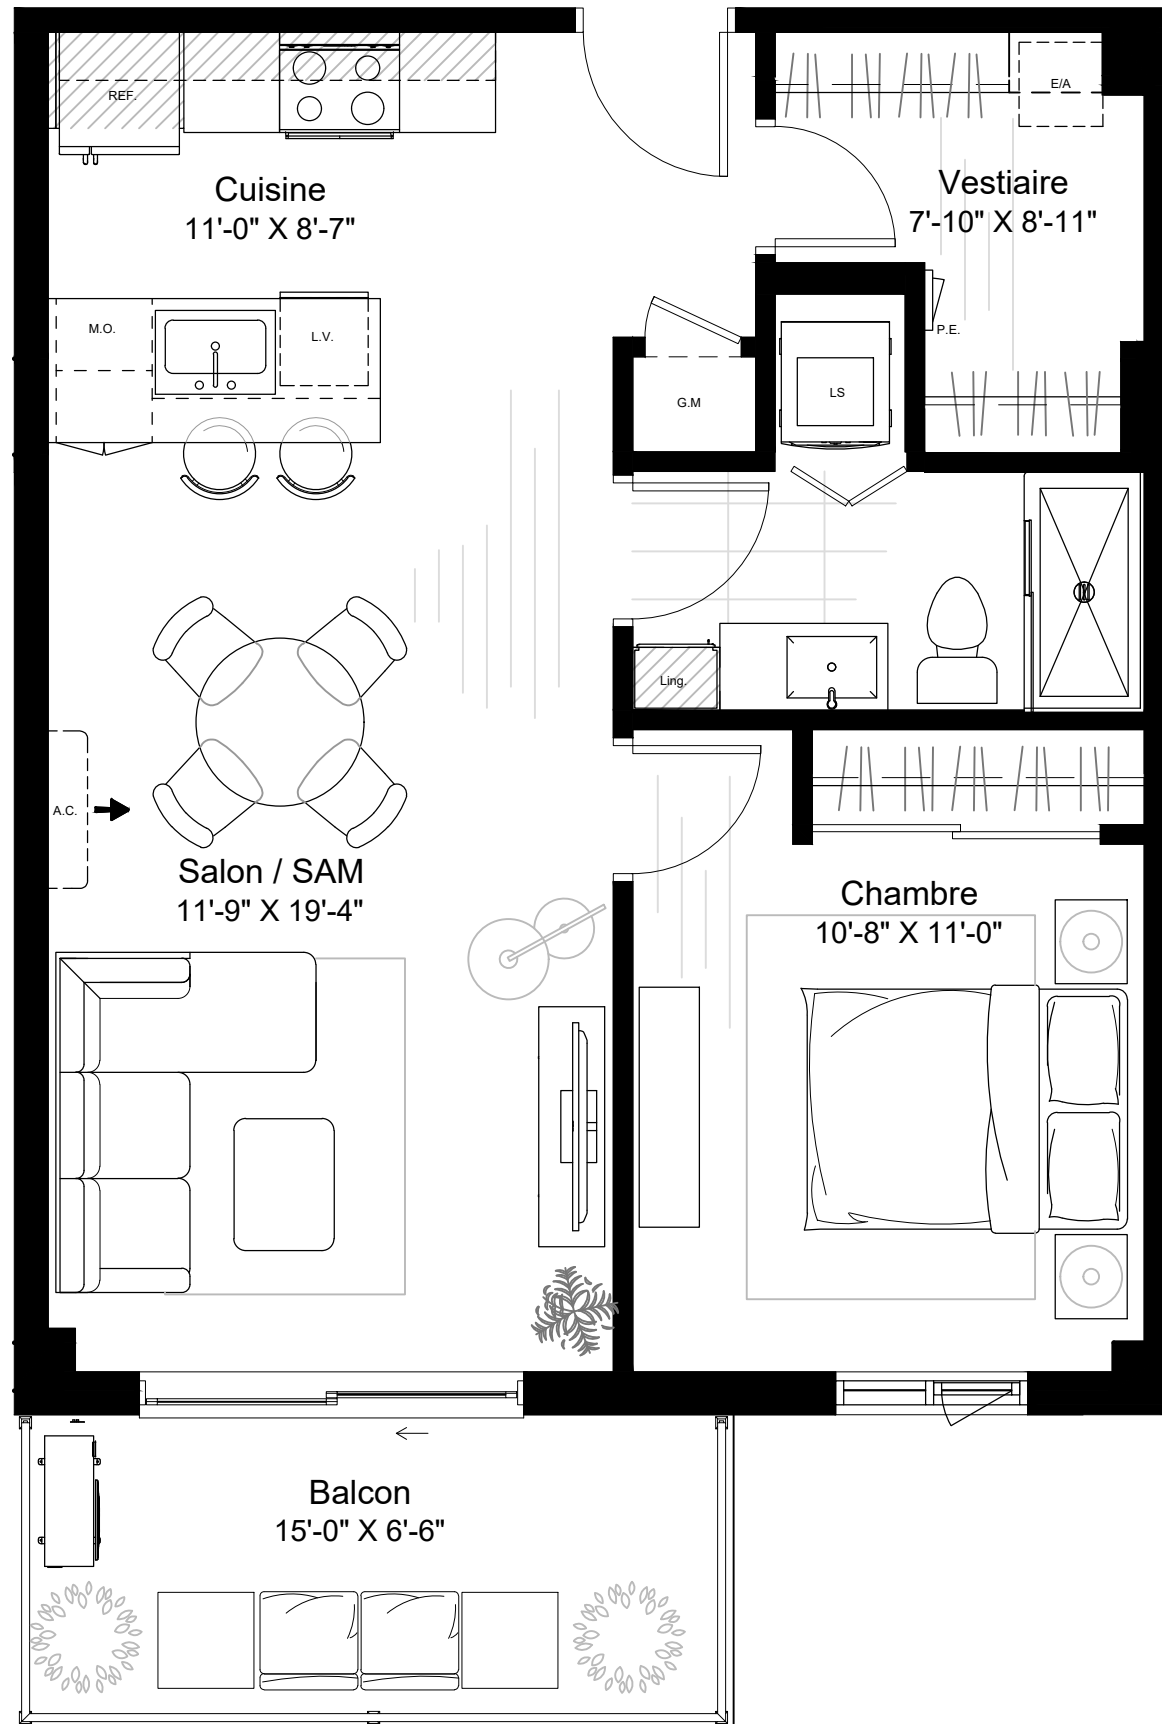 REF.
E/A
Cuisine
11'-0" X 8'-7"
Vestiaire
7'-10" X 8'-11"
M.O.
L.V.
P.E.
G.M
LS
Ling.
A.C.
Salon / SAM
11'-9" X 19'-4"
Chambre
10'-8" X 11'-0"
Balcon
15'-0" X 6'-6"